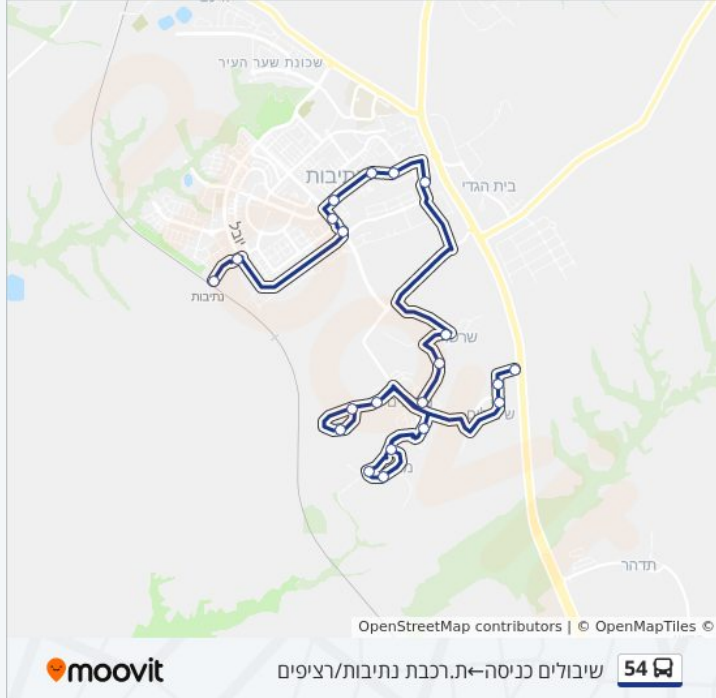 שכונת שער העיר
נתיבות
בית הגדי
יובל
נתיבות
תדהר
OpenStreetMap contributors | © OpenMapTiles ©
moovit
שיבולים כניסה←ת.רכבת נתיבות/רציפים
54